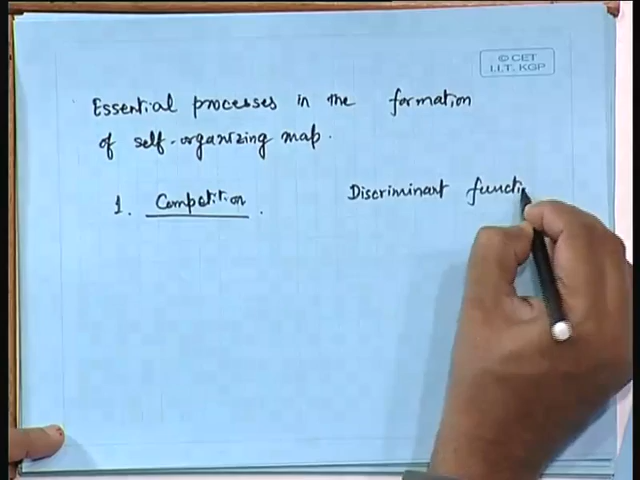 © CET
I.I.T. KGP
Essential processes in the formation
of self-organizing map.
1. Competition. Discriminant functi